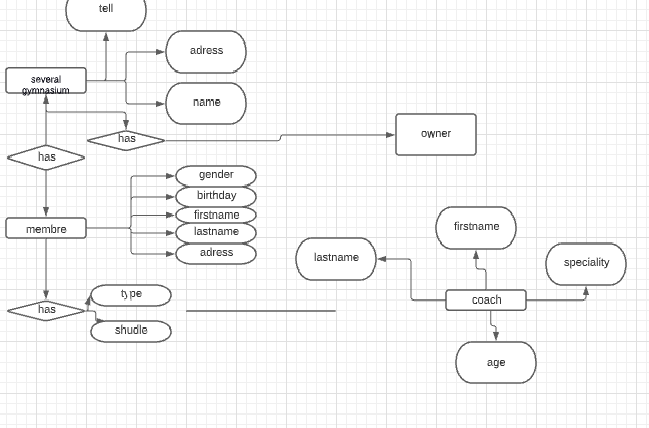 tell
adress
several
gymnasium
name
has
owner
has
gender
birthday
firstname
membre
lastname
adress
firstname
lastname
speciality
type
coach
has
shudle
age